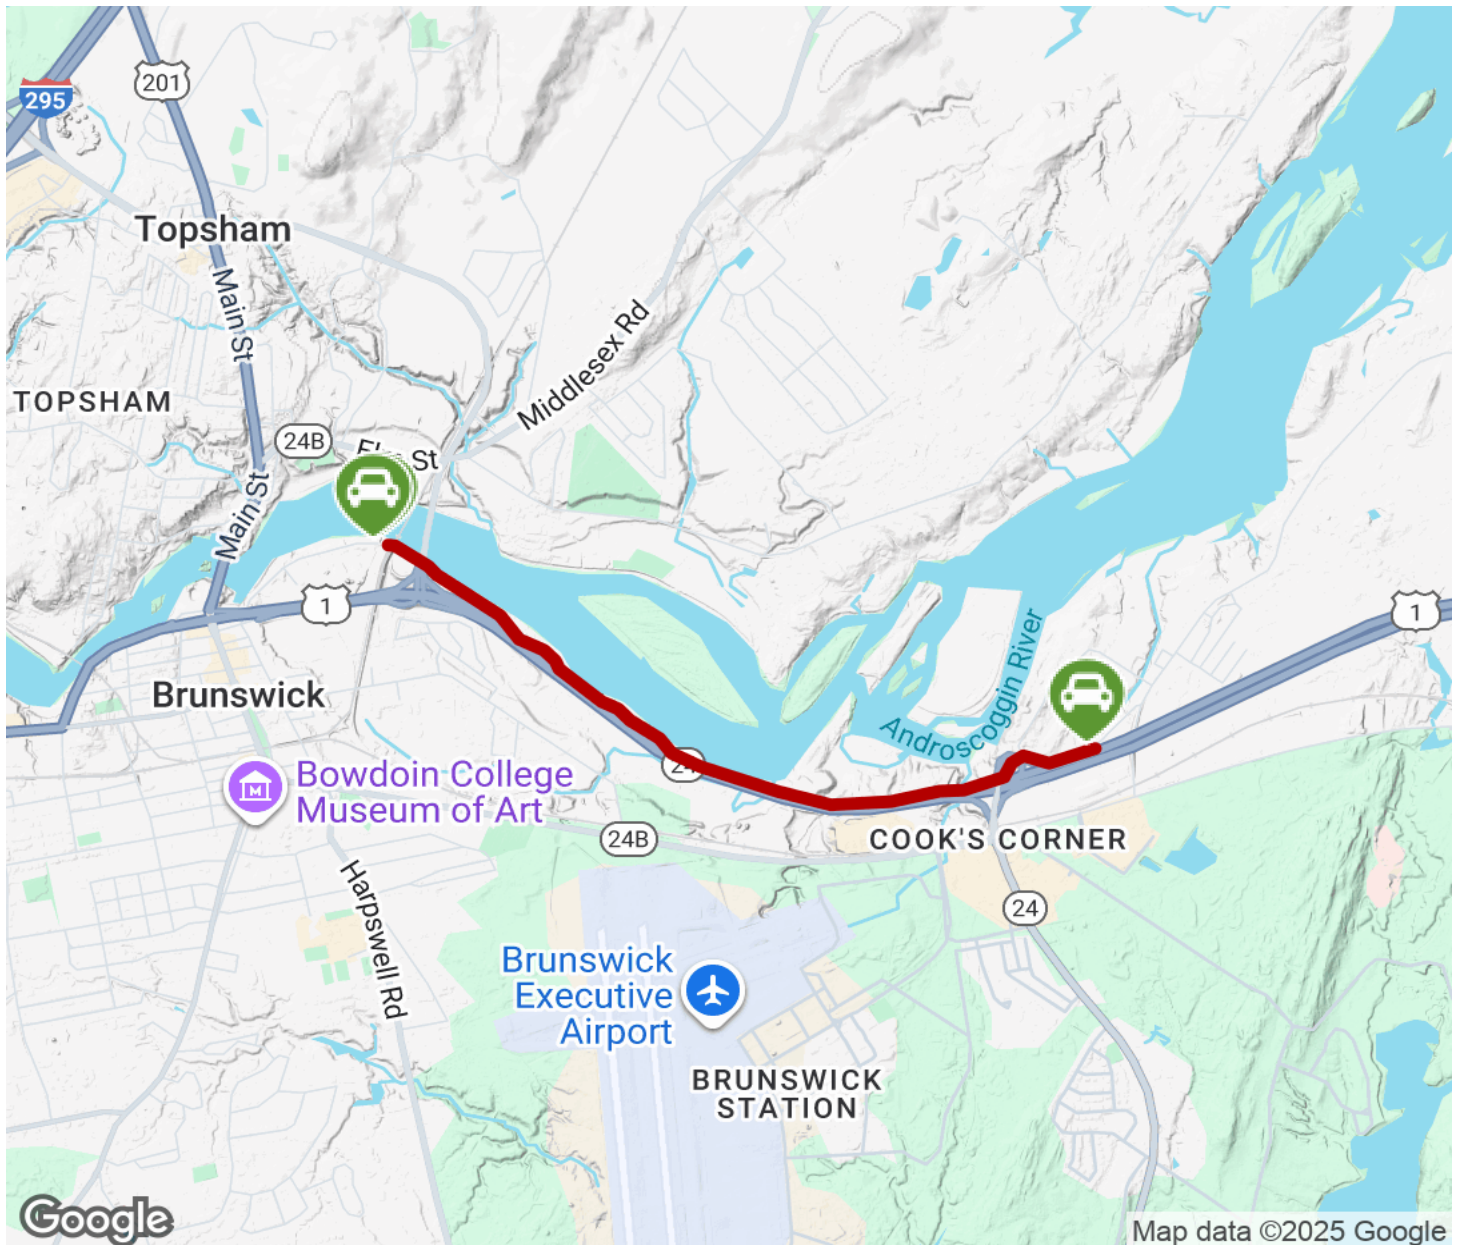 201
295
Topsham
Main St
Middlesex Rd
TOPSHAM
24B
St
Main St
1
1
Androscoggin River
Brunswick
Bowdoin College
Museum of Art
24B
COOK'S CORNER
24
Harpswell Rd
Brunswick
Executive
Airport
BRUNSWICK
STATION
Google
Map data ©2025 Google